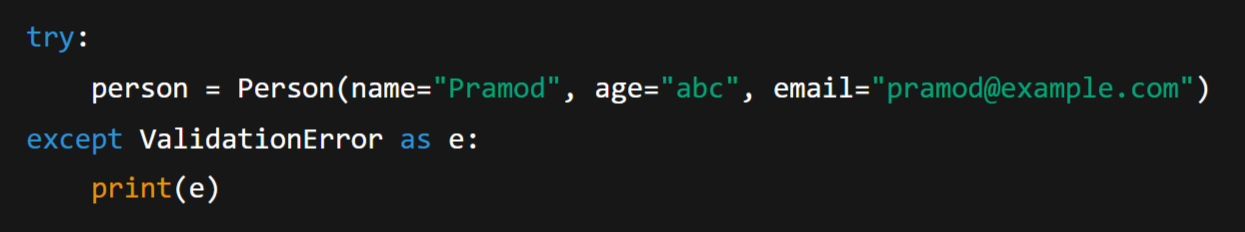 try:
    person = Person(name="Pramod", age="abc", email="pramod@example.com")
except ValidationError as e:
    print(e)